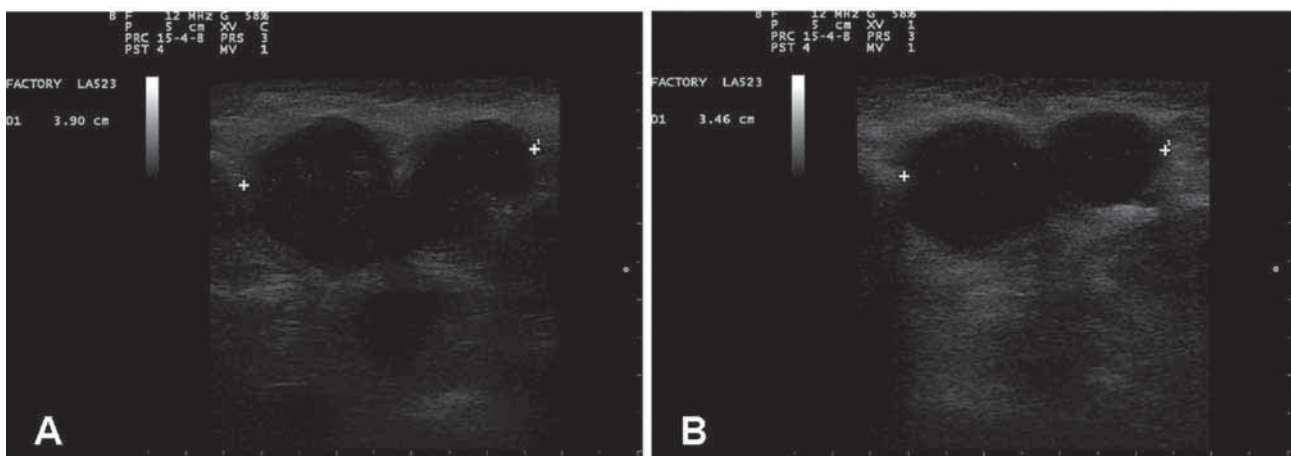 B F 12 MHz G 58%
P 5 cm XV C
PRC 15-4-8 PRS 3
PST 4 MV 1
FACTORY LA523
D1 3.90 cm
1
A
B F 12 MHz G 58%
P 5 cm XV 1
PRC 15-4-8 PRS 3
PST 4 MV 1
FACTORY LA523
D1 3.46 cm
1
B